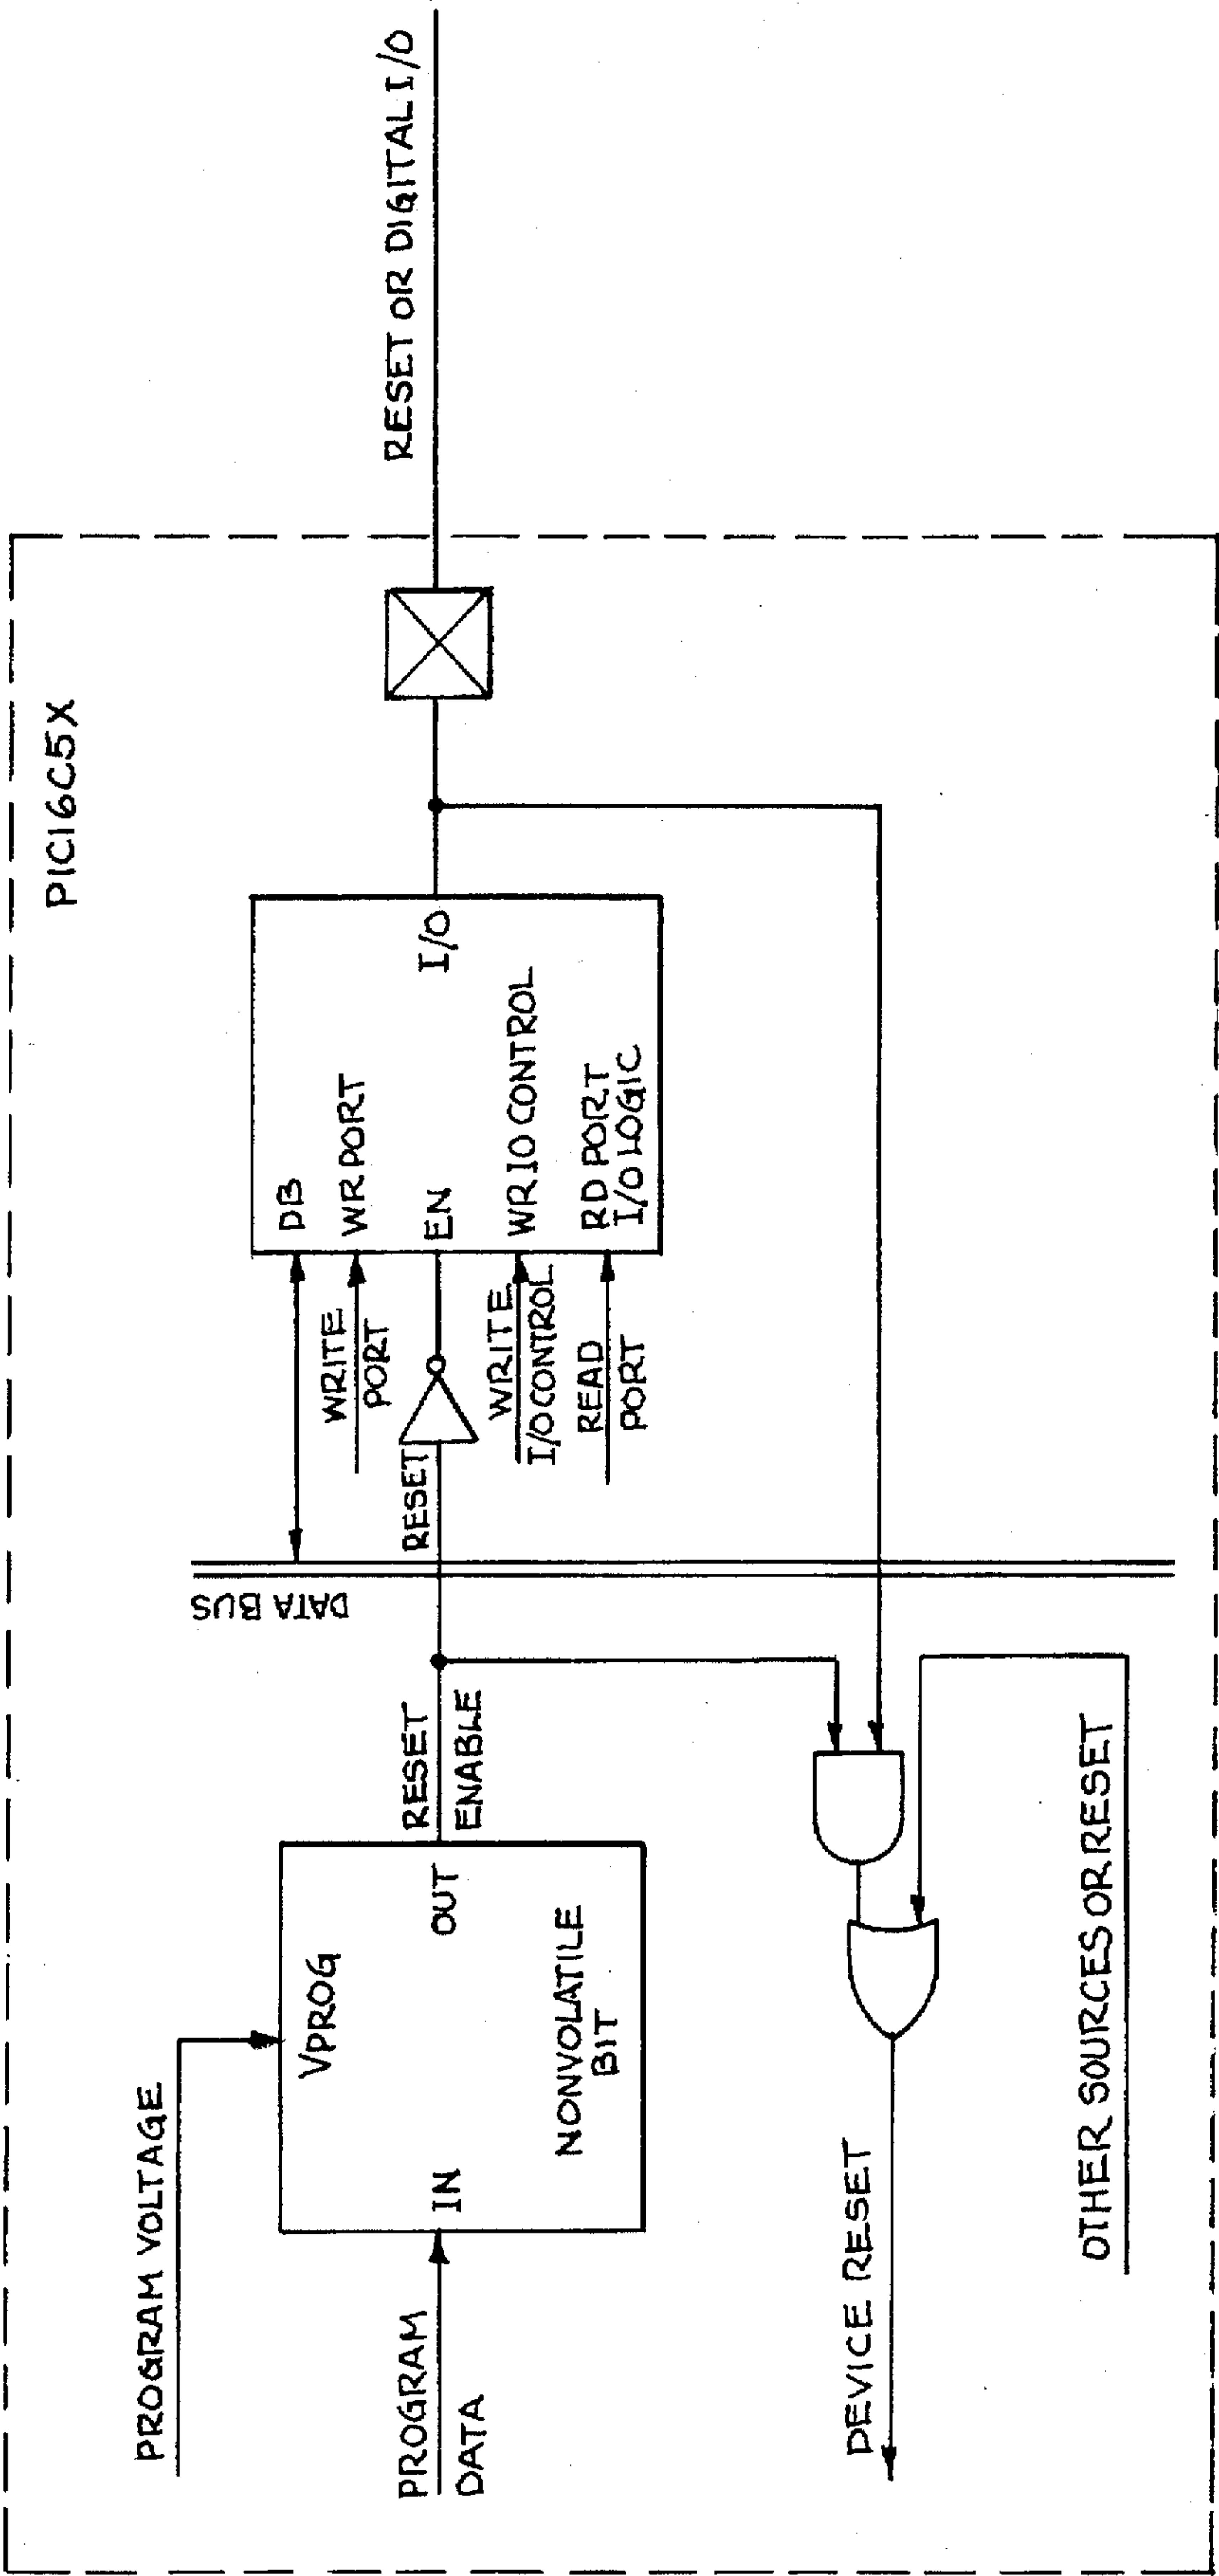 PIC16C5X
PROGRAM VOLTAGE
VPROG
PROGRAM
DATA
IN
OUT
NONVOLATILE
BIT
RESET
ENABLE
DATA BUS
RESET
WRITE
PORT
WRITE
I/O CONTROL
READ
PORT
DB
WR PORT
EN
WR IO CONTROL
RD PORT
I/O LOGIC
I/O
RESET OR DIGITAL I/O
DEVICE RESET
OTHER SOURCES OR RESET